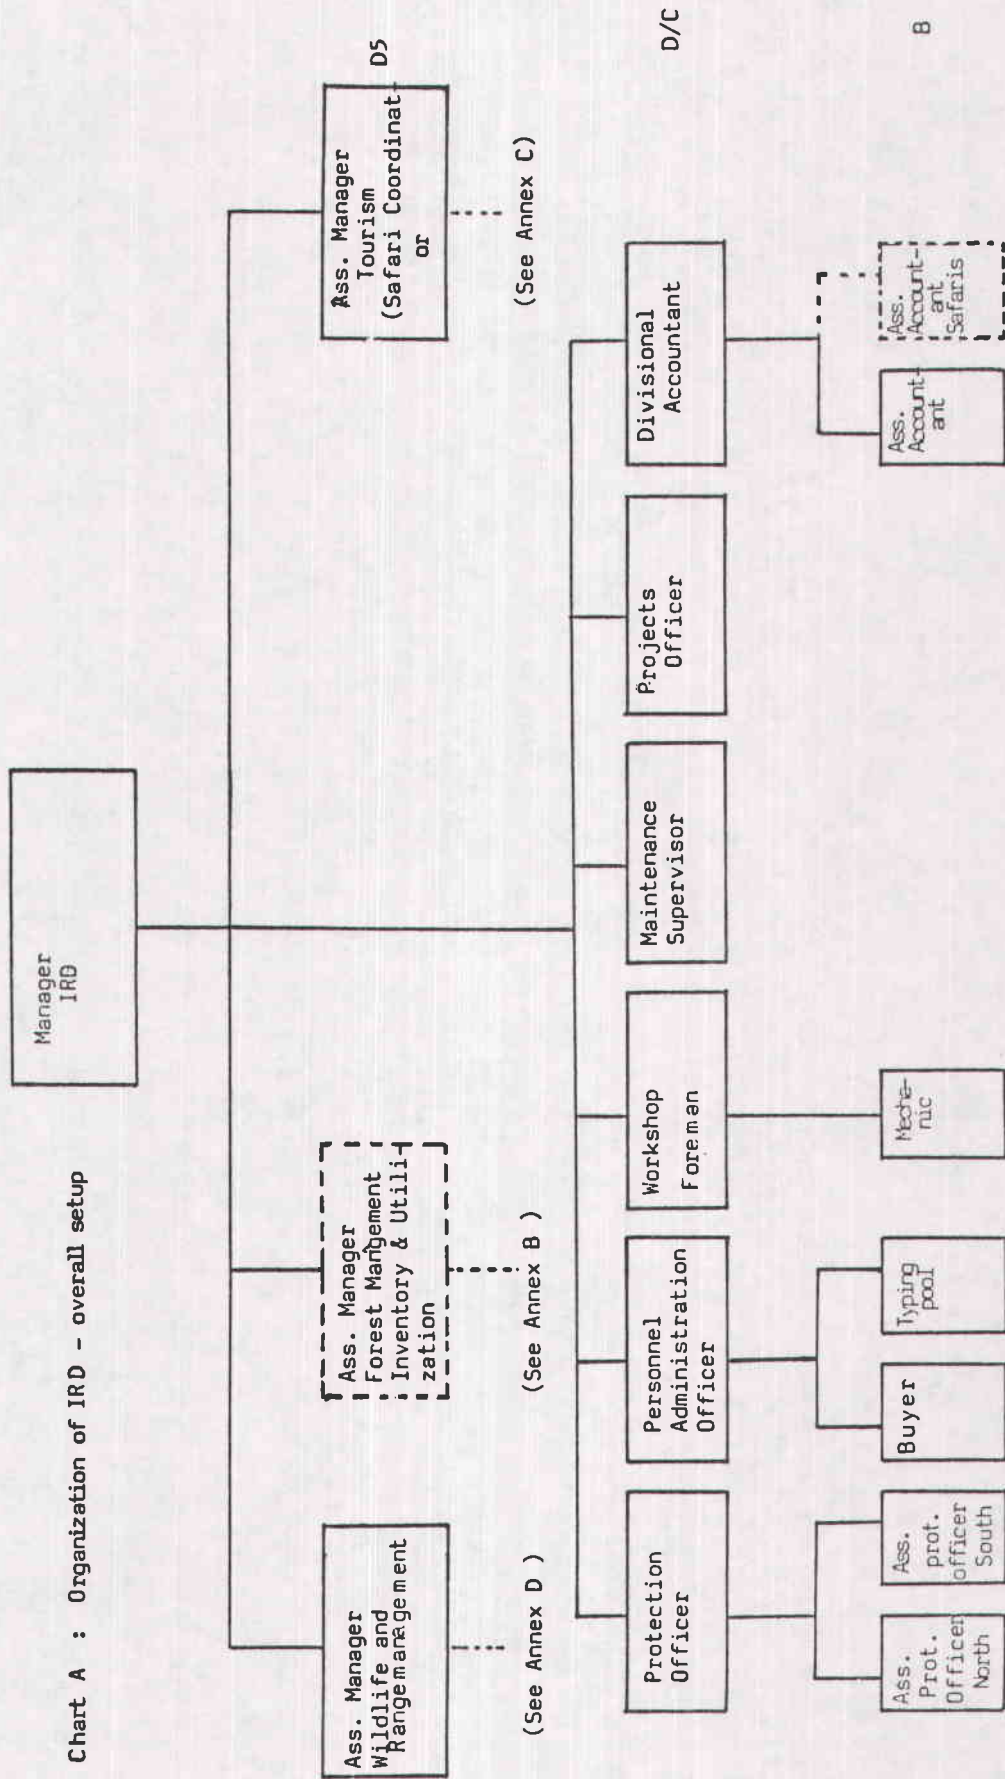 Chart A : Organization of IRD - overall setup
Manager
IRD
Ass. Manager
Wildlife and
Rangemanagement
Ass. Manager
Forest Mangement
Inventory & Utili-
zation
Ass. Manager
Tourism
(Safari Coordinat-
or
D5
(See Annex D )
(See Annex B )
(See Annex C)
Protection
Officer
Personnel
Administration
Officer
Workshop
Foreman
Maintenance
Supervisor
Projects
Officer
Divisional
Accountant
D/C
Ass.
Prot.
Officer
North
Ass.
prot.
officer
South
Buyer
Typing
pool
Mecha-
nic
Ass.
Account-
ant
Ass.
Account-
ant
Safaris
B